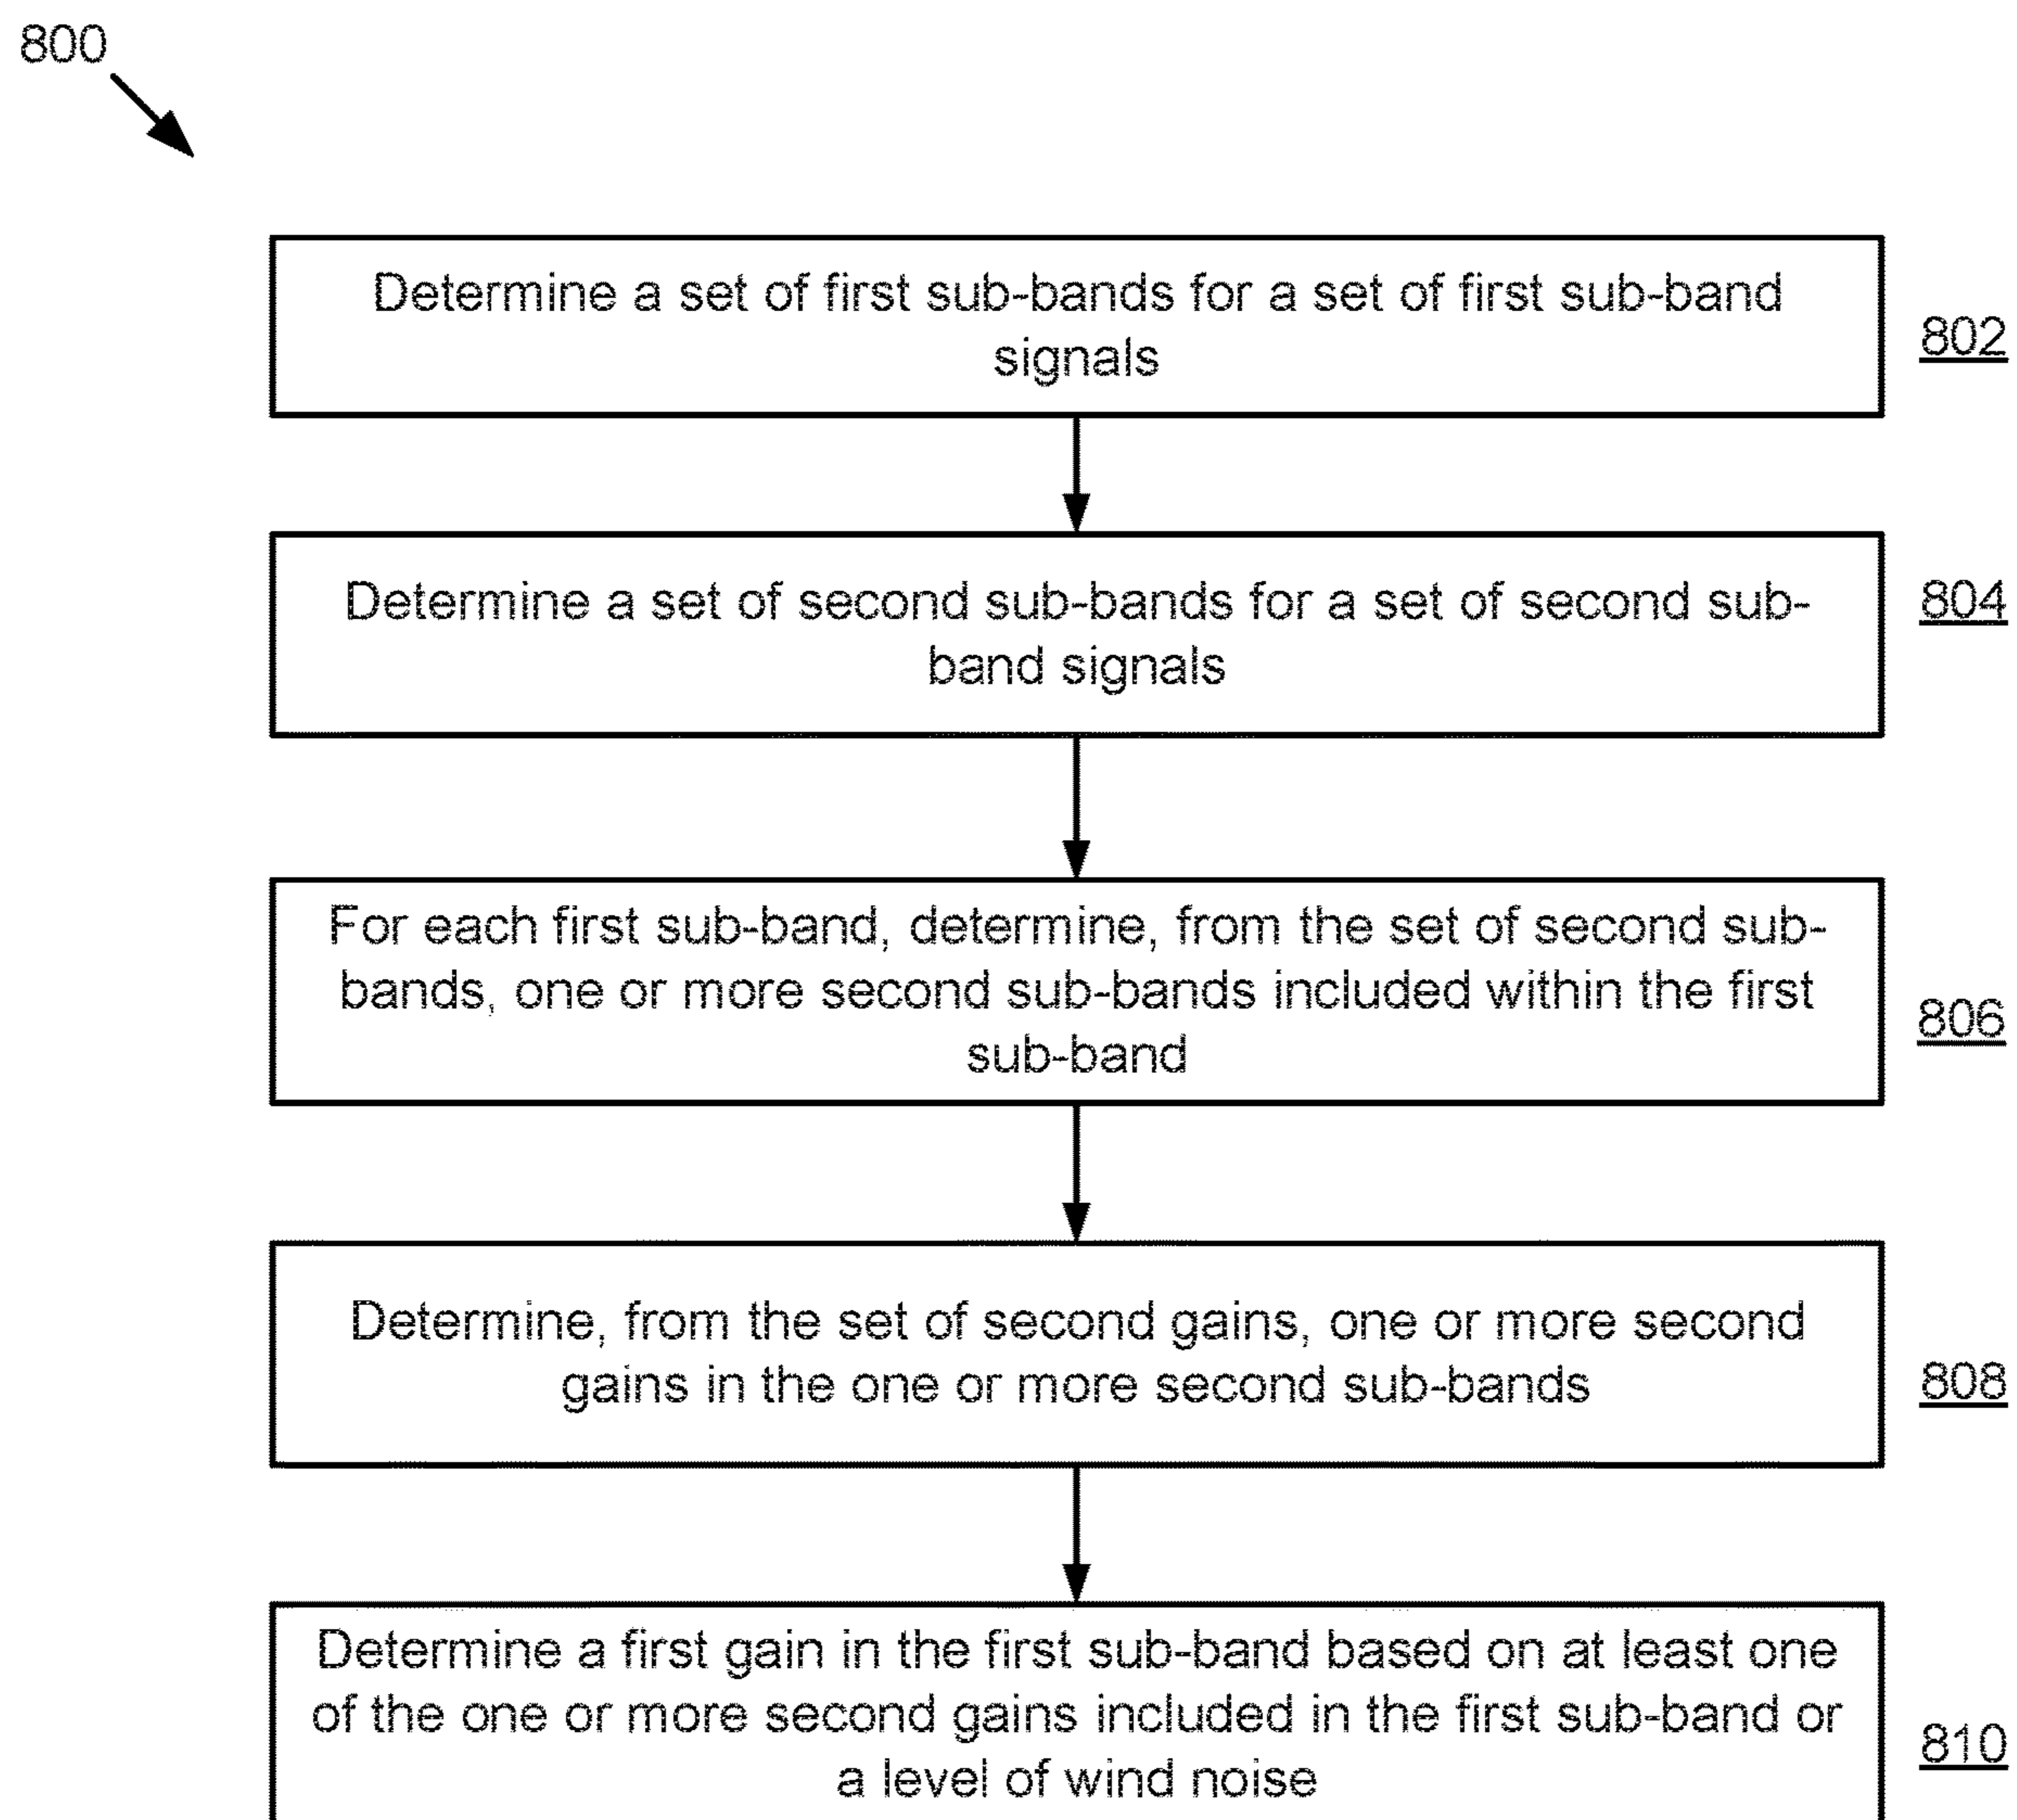 800
Determine a set of first sub-bands for a set of first sub-band
signals
802
Determine a set of second sub-bands for a set of second sub-
band signals
804
For each first sub-band, determine, from the set of second sub-
bands, one or more second sub-bands included within the first
sub-band
806
Determine, from the set of second gains, one or more second
gains in the one or more second sub-bands
808
Determine a first gain in the first sub-band based on at least one
of the one or more second gains included in the first sub-band or
a level of wind noise
810